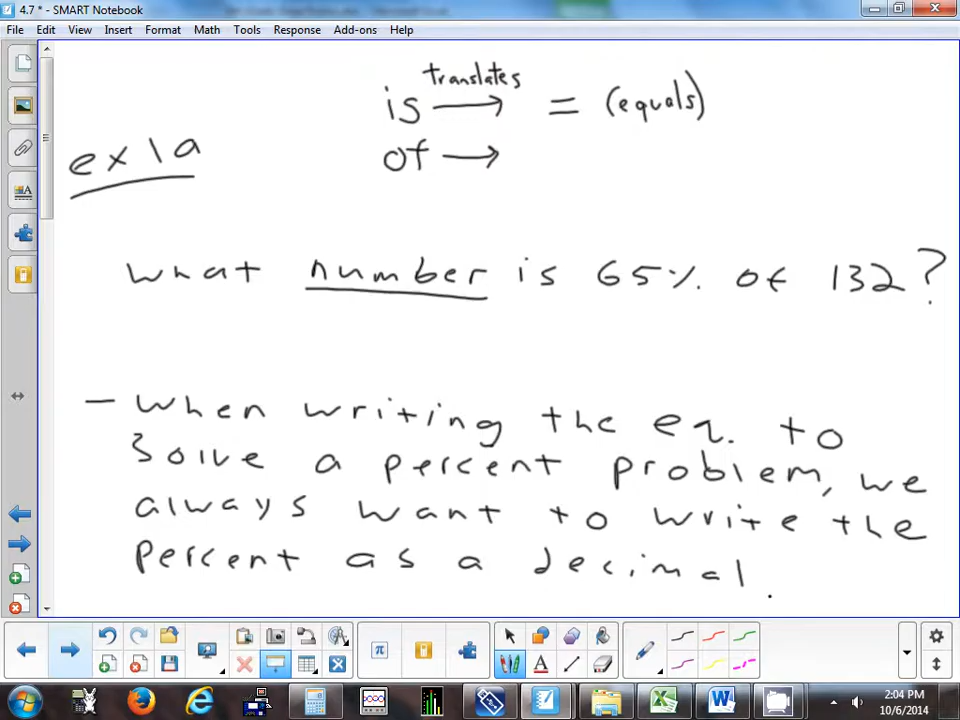 4.7 * - SMART Notebook
File Edit View Insert Format Math Tools Response Add-ons Help
translates
is → = (equals)
of →
ex 1a
What number is 65% of 132?
- When writing the eq. to
Solve a percent problem, we
always want to write the
percent as a decimal.
2:04 PM
10/6/2014